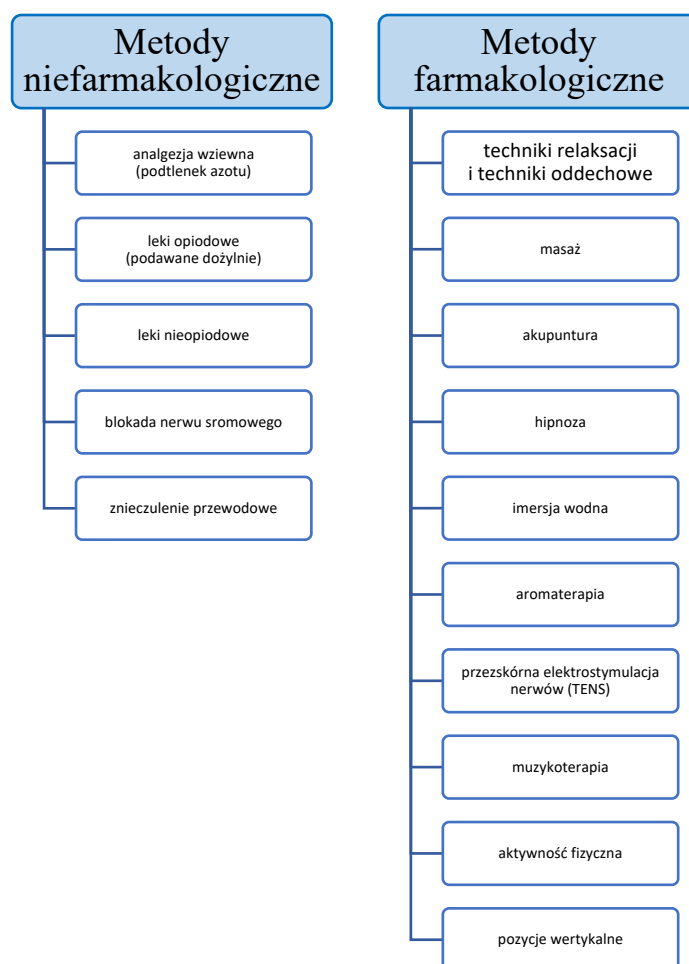 Metody
niefarmakologiczne
analgezja wziewna
(podtlenek azotu)
leki opiodowe
(podawane dożylnie)
leki nieopiodowe
blokada nerwu sromowego
znieczulenie przewodowe
Metody
farmakologiczne
techniki relaksacji
i techniki oddechowe
masaż
akupuntura
hipnoza
imersja wodna
aromaterapia
przezskórna elektrostymulacja
nerwów (TENS)
muzykoterapia
aktywność fizyczna
pozycje wertykalne